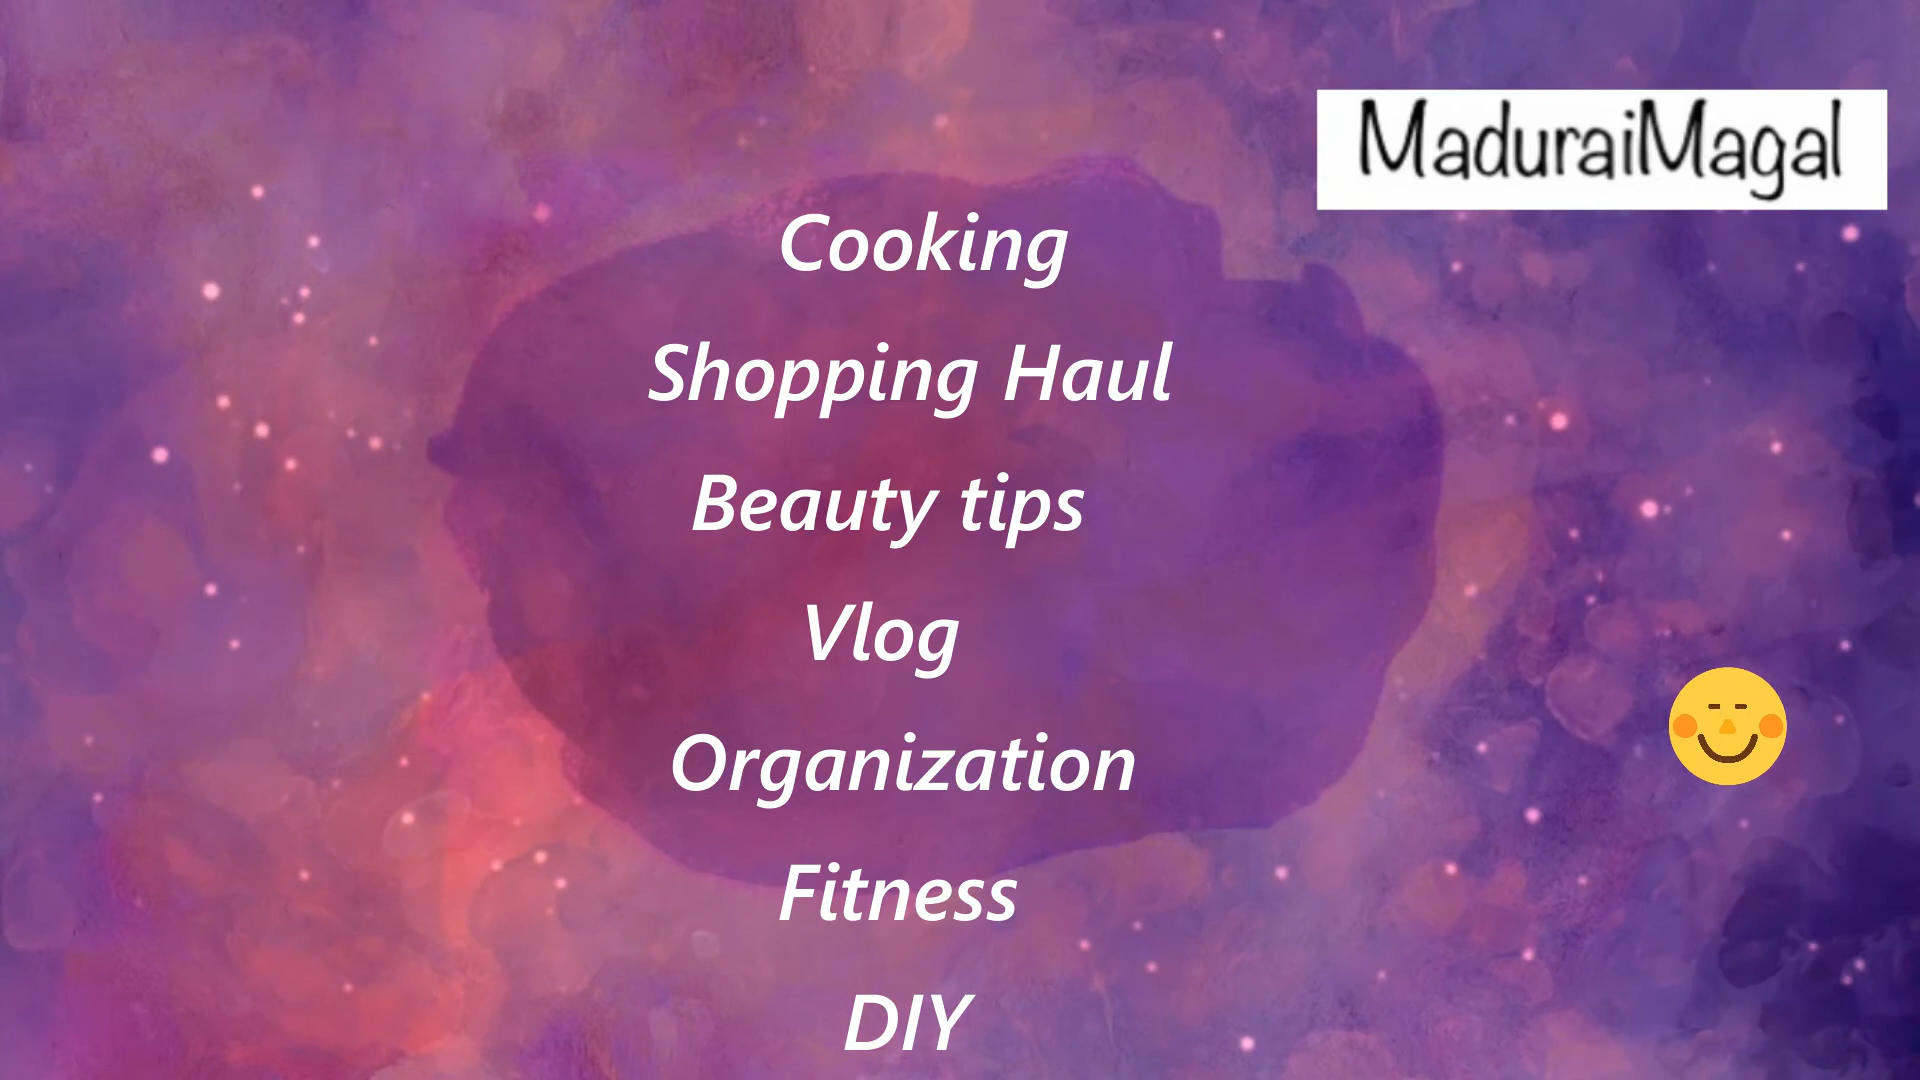 MaduraiMagal
Cooking
Shopping Haul
Beauty tips
Vlog
Organization
Fitness
DIY